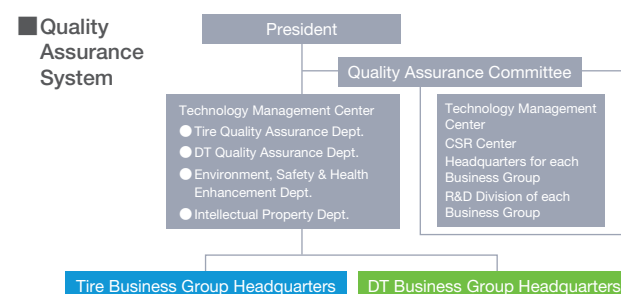 Quality
Assurance
System
President
Quality Assurance Committee
Technology Management Center
Tire Quality Assurance Dept.
DT Quality Assurance Dept.
Environment, Safety & Health
Enhancement Dept.
Intellectual Property Dept.
Technology Management
Center
CSR Center
Headquarters for each
Business Group
R&D Division of each
Business Group
Tire Business Group Headquarters
DT Business Group Headquarters